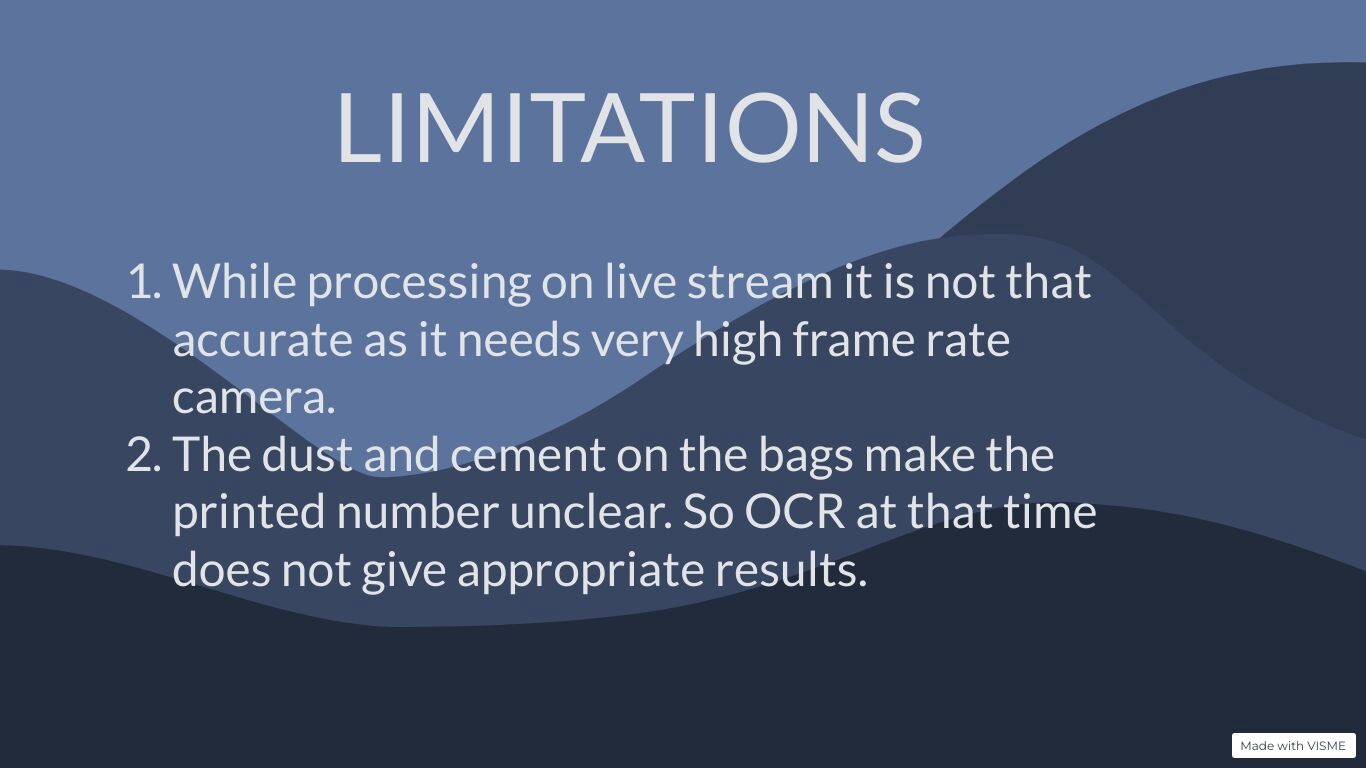 LIMITATIONS
1. While processing on live stream it is not that
accurate as it needs very high frame rate
camera.
2. The dust and cement on the bags make the
printed number unclear. So OCR at that time
does not give appropriate results.
Made with VISME